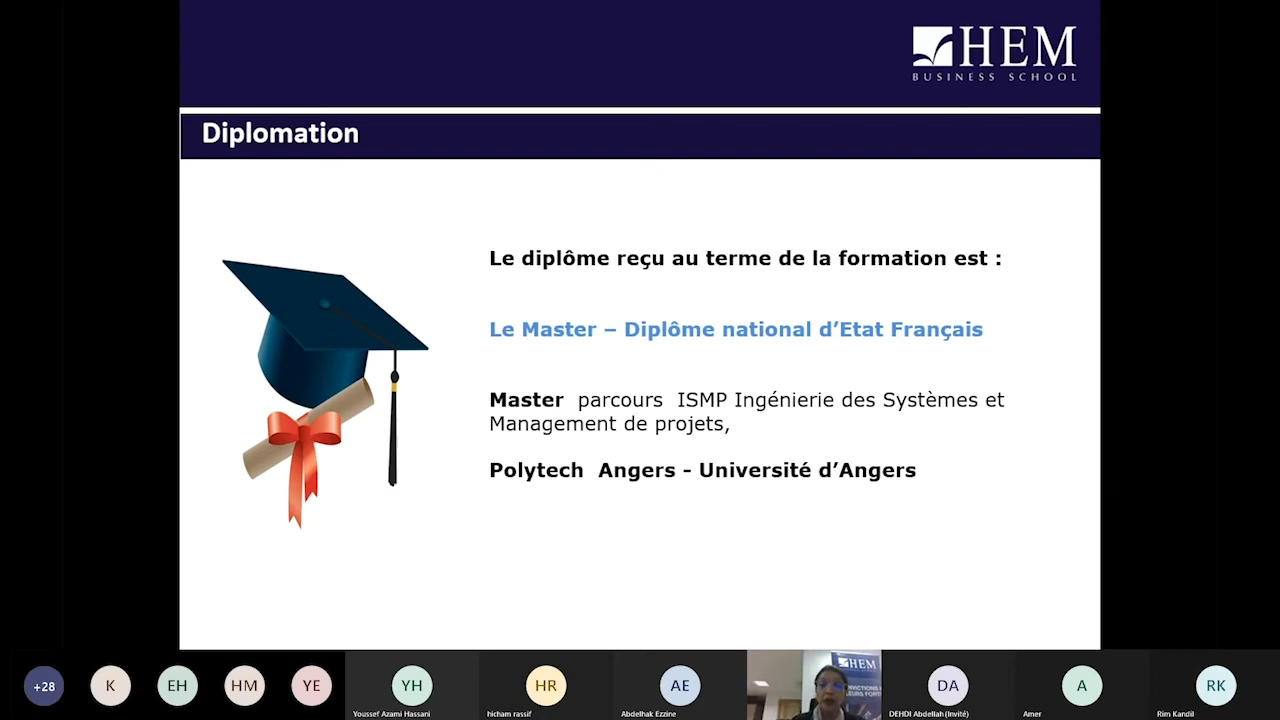 HEM
BUSINESS SCHOOL
Diplomation
Le diplôme reçu au terme de la formation est :
Le Master – Diplôme national d’Etat Français
Master parcours ISMP Ingénierie des Systèmes et
Management de projets,
Polytech Angers - Université d’Angers
+28
K
EH
HM
YE
YH
HR
AE
HEM
DA
A
RK
Youssef Azami Hassani
hicham rassif
Abdelhak Ezzine
DEHDI Abdellah (Invité)
Amer
Rim Kandil